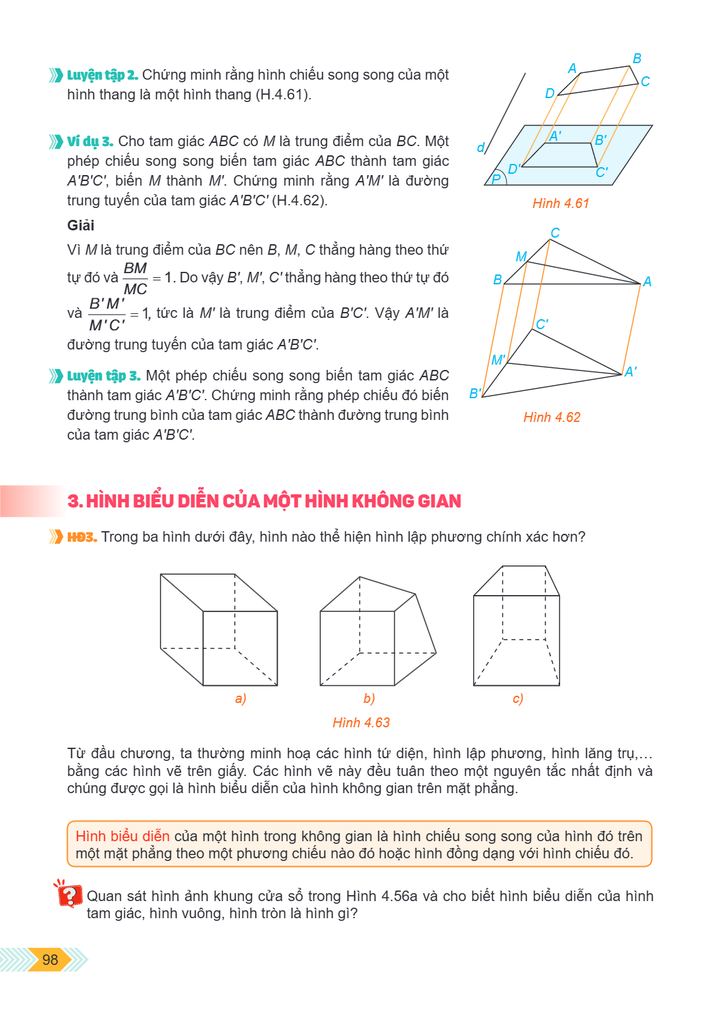 Luyện tập 2. Chứng minh rằng hình chiếu song song của một
hình thang là một hình thang (H.4.61).
A
B
C
D
d
A'
B'
D'
C'
P
Hình 4.61
Ví dụ 3. Cho tam giác ABC có M là trung điểm của BC. Một
phép chiếu song song biến tam giác ABC thành tam giác
A'B'C', biến M thành M'. Chứng minh rằng A'M' là đường
trung tuyến của tam giác A'B'C' (H.4.62).
Giải
Vì M là trung điểm của BC nên B, M, C thẳng hàng theo thứ
tự đó và BM/MC = 1. Do vậy B', M', C' thẳng hàng theo thứ tự đó
và B'M'/M'C' = 1, tức là M' là trung điểm của B'C'. Vậy A'M' là
đường trung tuyến của tam giác A'B'C'.
C
M
B
A
C'
M'
A'
B'
Hình 4.62
Luyện tập 3. Một phép chiếu song song biến tam giác ABC
thành tam giác A'B'C'. Chứng minh rằng phép chiếu đó biến
đường trung bình của tam giác ABC thành đường trung bình
của tam giác A'B'C'.
3. HÌNH BIỂU DIỄN CỦA MỘT HÌNH KHÔNG GIAN
HĐ3. Trong ba hình dưới đây, hình nào thể hiện hình lập phương chính xác hơn?
a)
b)
c)
Hình 4.63
Từ đầu chương, ta thường minh hoạ các hình tứ diện, hình lập phương, hình lăng trụ,…
bằng các hình vẽ trên giấy. Các hình vẽ này đều tuân theo một nguyên tắc nhất định và
chúng được gọi là hình biểu diễn của hình không gian trên mặt phẳng.
Hình biểu diễn của một hình trong không gian là hình chiếu song song của hình đó trên
một mặt phẳng theo một phương chiếu nào đó hoặc hình đồng dạng với hình chiếu đó.
?
Quan sát hình ảnh khung cửa sổ trong Hình 4.56a và cho biết hình biểu diễn của hình
tam giác, hình vuông, hình tròn là hình gì?
98